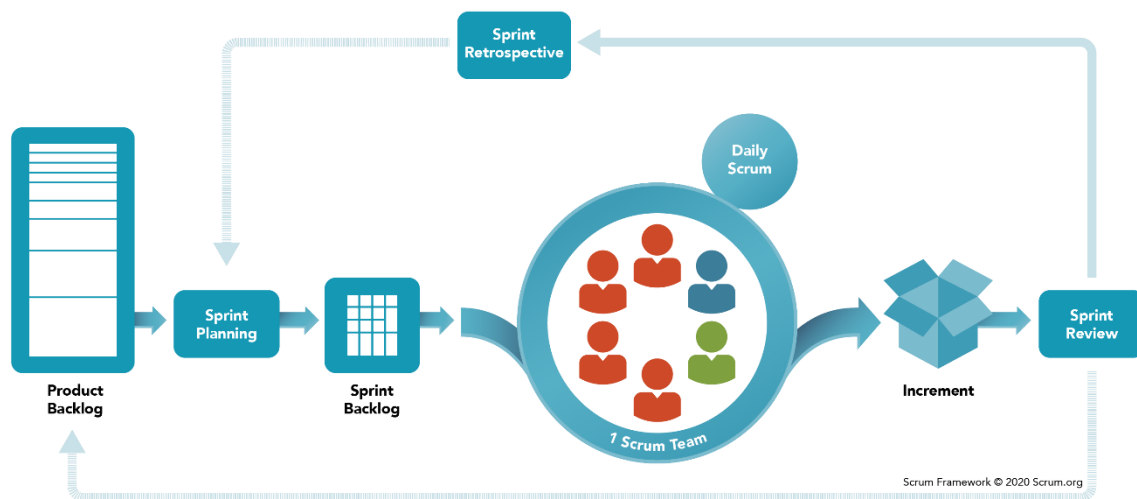 Sprint
Retrospective
Daily
Scrum
Sprint
Planning
Sprint
Review
Product
Backlog
Sprint
Backlog
Increment
1 Scrum Team
Scrum Framework © 2020 Scrum.org